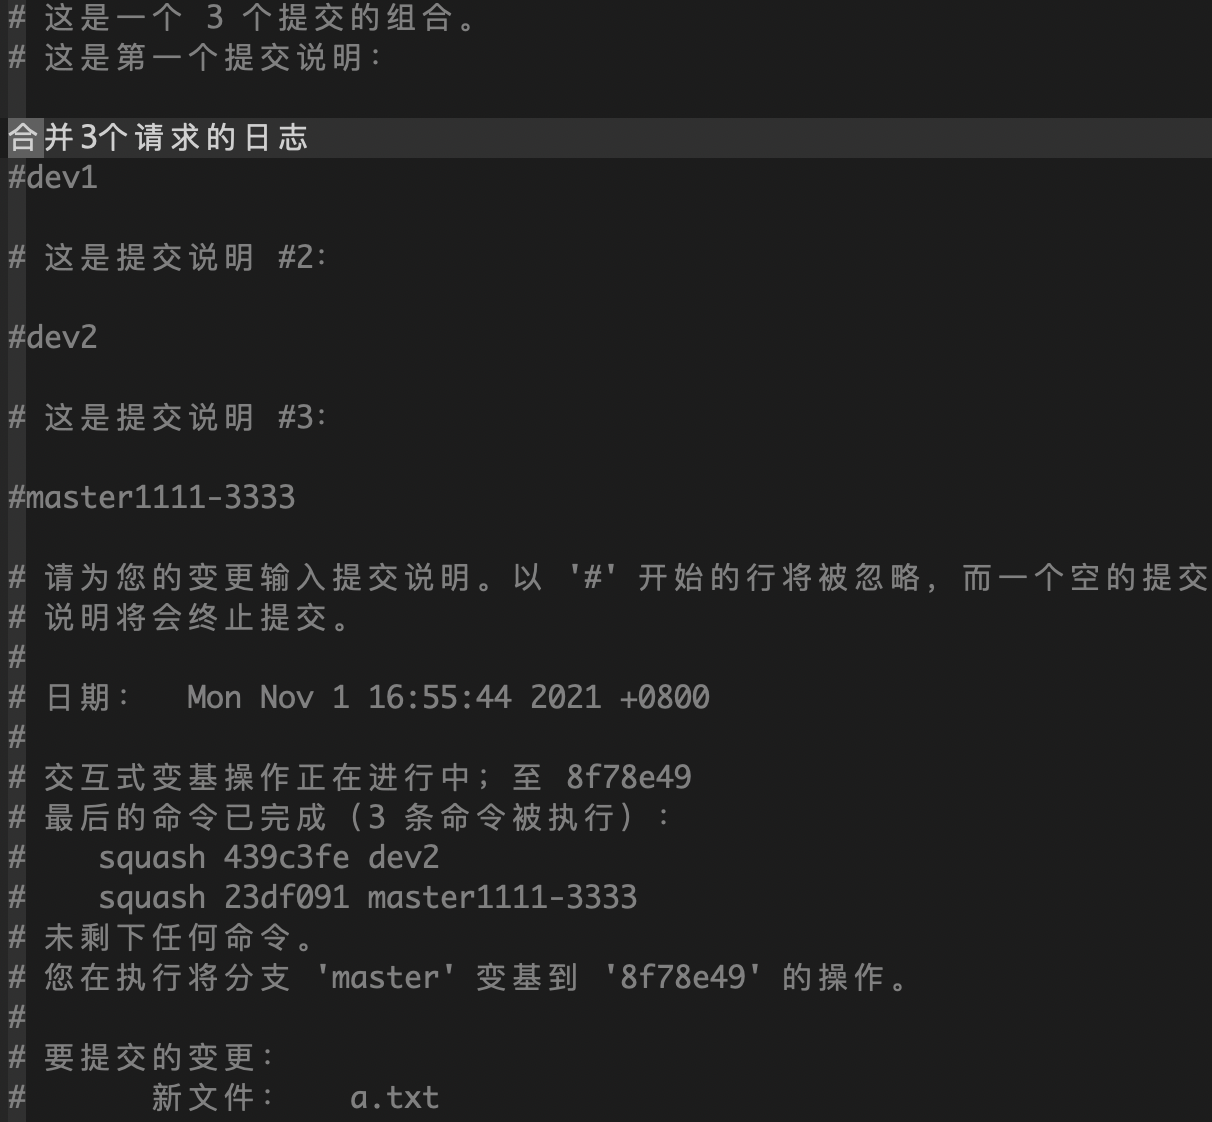 # 这是一个 3 个提交的组合。
# 这是第一个提交说明：
合并3个请求的日志
#dev1
# 这是提交说明 #2：
#dev2
# 这是提交说明 #3：
#master1111-3333
# 请为您的变更输入提交说明。以 '#' 开始的行将被忽略，而一个空的提交
# 说明将会终止提交。
#
# 日期：  Mon Nov 1 16:55:44 2021 +0800
#
# 交互式变基操作正在进行中；至 8f78e49
# 最后的命令已完成（3 条命令被执行）：
#    squash 439c3fe dev2
#    squash 23df091 master1111-3333
# 未剩下任何命令。
# 您在执行将分支 'master' 变基到 '8f78e49' 的操作。
#
# 要提交的变更：
#       新文件：   a.txt